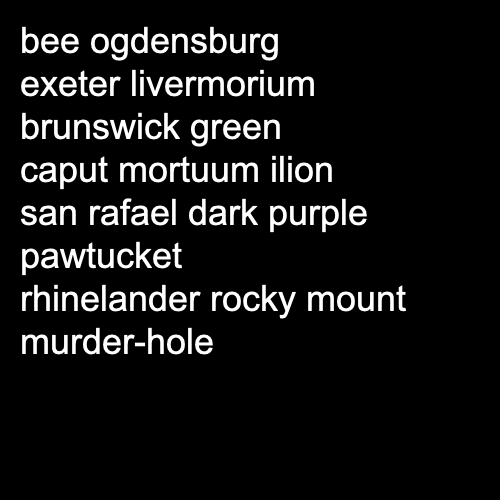 bee ogdensburg
exeter livermorium
brunswick green
caput mortuum ilion
san rafael dark purple
pawtucket
rhinelander rocky mount
murder-hole